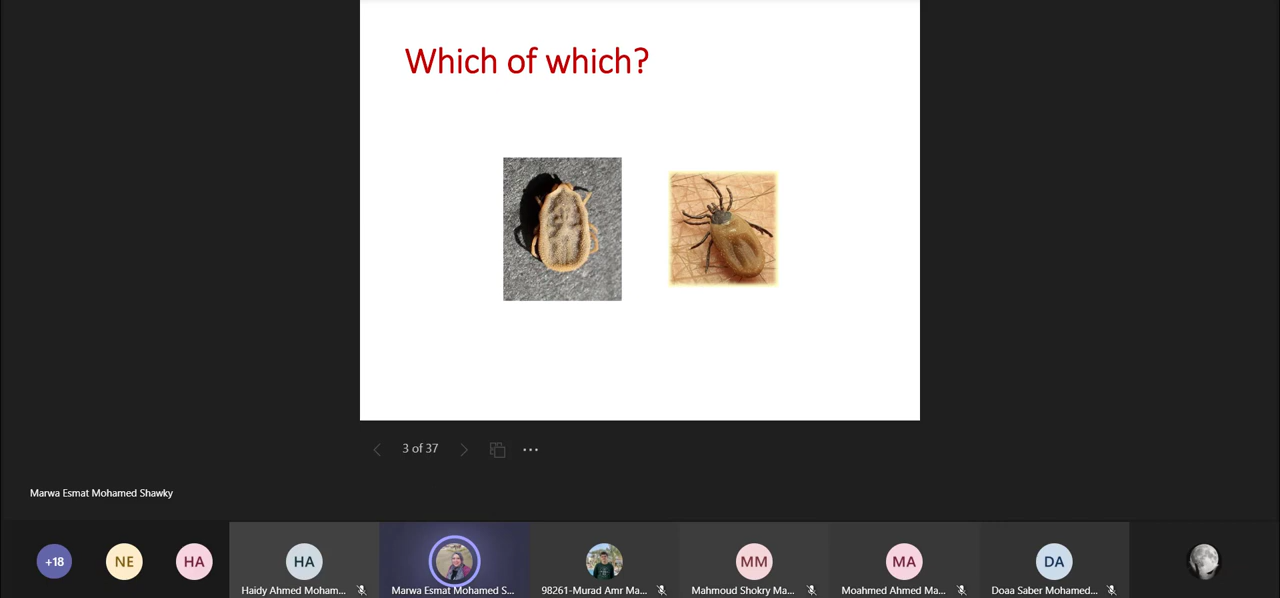 Which of which?
3 of 37
Marwa Esmat Mohamed Shawky
+18
NE
HA
HA
MM
MA
DA
Haidy Ahmed Moham...
Marwa Esmat Mohamed S...
98261-Murad Amr Ma...
Mahmoud Shokry Ma...
Moahmed Ahmed Ma...
Doaa Saber Mohamed...